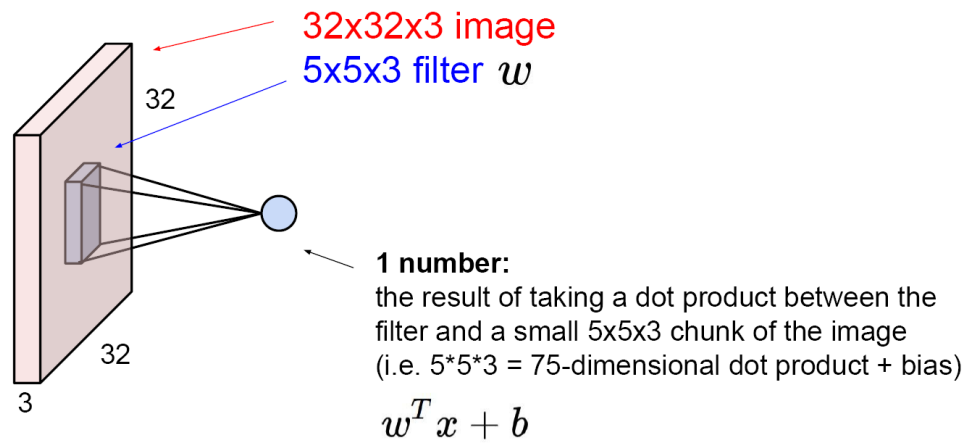 32x32x3 image
5x5x3 filter w
32
32
3
1 number:
the result of taking a dot product between the
filter and a small 5x5x3 chunk of the image
(i.e. 5*5*3 = 75-dimensional dot product + bias)
w^T x + b